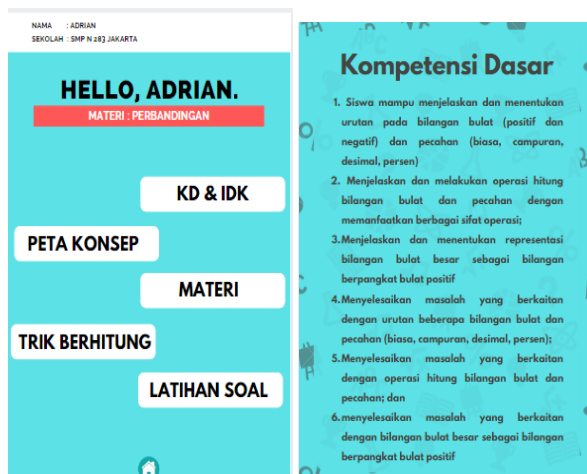 NAMA : ADRIAN
SEKOLAH : SMP N 283 JAKARTA
HELLO, ADRIAN.
MATERI : PERBANDINGAN
KD & IDK
PETA KONSEP
MATERI
TRIK BERHITUNG
LATIHAN SOAL
Kompetensi Dasar
1. Siswa mampu menjelaskan dan menentukan
urutan pada bilangan bulat (positif dan
negatif) dan pecahan (biasa, campuran,
desimal, persen)
2. Menjelaskan dan melakukan operasi hitung
bilangan bulat dan pecahan dengan
memanfaatkan berbagai sifat operasi;
3.Menjelaskan dan menentukan representasi
bilangan bulat besar sebagai bilangan
berpangkat bulat positif
4.Menyelesaikan masalah yang berkaitan
dengan urutan beberapa bilangan bulat dan
pecahan (biasa, campuran, desimal, persen);
5.Menyelesaikan masalah yang berkaitan
dengan operasi hitung bilangan bulat dan
pecahan; dan
6.menyelesaikan masalah yang berkaitan
dengan bilangan bulat besar sebagai bilangan
berpangkat bulat positif